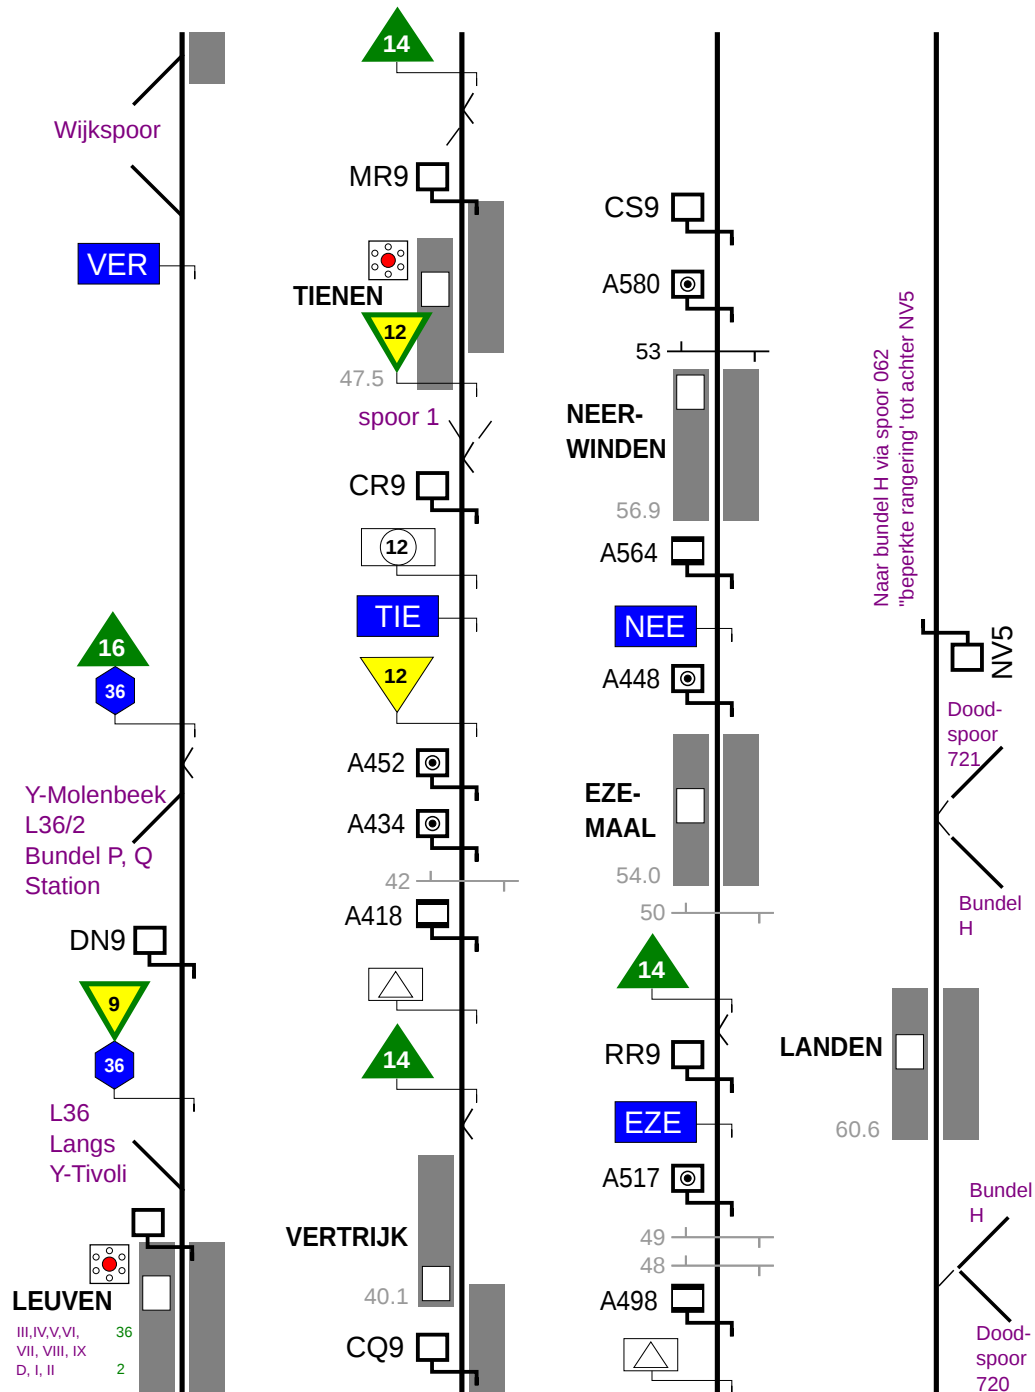 Wijkspoor
VER
16
36
Y-Molenbeek
L36/2
Bundel P, Q
Station
DN9
9
36
L36
Langs
Y-Tivoli
LEUVEN
III,IV,V,VI, 36
VII, VIII, IX
D, I, II 2
14
MR9
TIENEN
12
47.5
spoor 1
CR9
12
TIE
12
A452
A434
42
A418
14
VERTRIJK
40.1
CQ9
CS9
A580
53
NEER-
WINDEN
56.9
A564
NEE
A448
EZE-
MAAL
54.0
50
14
RR9
EZE
A517
49
48
A498
Naar bundel H via spoor 062
"beperkte rangering' tot achter NV5
NV5
Dood-
spoor
721
Bundel
H
LANDEN
60.6
Bundel
H
Dood-
spoor
720